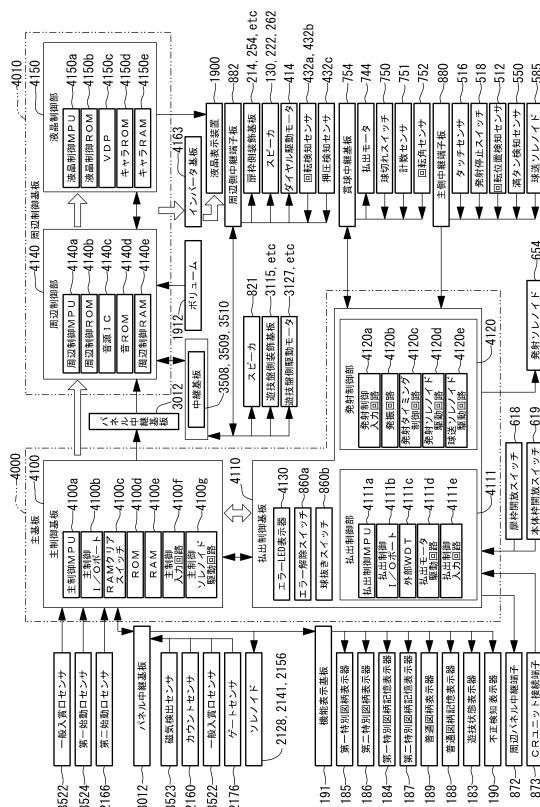 4000
主基板
4100
主制御基板
主制御MPU
4100a
主制御I/Oポート
4100b
RAMクリアスイッチ
4100c
ROM
4100d
RAM
4100e
主制御入力回路
4100f
主制御ソレノイド駆動回路
4100g
4110
払出制御基板
エラーLED表示器
4130
エラー解除スイッチ
860a
球抜きスイッチ
860b
払出制御部
4111
払出制御MPU
4111a
払出制御I/Oポート
4111b
外部WDT
4111c
払出モータ駆動回路
4111d
払出制御入力回路
4111e
発射制御部
4120
発射制御入力回路
4120a
発振回路
4120b
発射タイミング制御回路
4120c
発射ソレノイド駆動回路
4120d
球送ソレノイド駆動回路
4120e
4010
周辺制御基板
4140
周辺制御部
周辺制御MPU
4140a
周辺制御ROM
4140b
音源IC
4140c
音ROM
4140d
周辺制御RAM
4140e
4150
液晶制御部
液晶制御MPU
4150a
液晶制御ROM
4150b
VDP
4150c
キャラROM
4150d
キャラRAM
4150e
パネル中継基板
3012
ボリューム
1912
インバータ基板
4163
中継基板
3508, 3509, 3510
スピーカ
821
遊技盤側装飾基板
3115, etc
遊技盤側駆動モータ
3127, etc
液晶表示装置
1900
周辺側中継端子板
882
扉枠側装飾基板
214, 254, etc
スピーカ
130, 222, 262
ダイヤル駆動モータ
414
回転検知センサ
432a, 432b
押圧検知センサ
432c
賞球中継基板
754
払出モータ
744
球切れスイッチ
750
計数センサ
751
回転角センサ
752
主側中継端子板
880
タッチセンサ
516
発射停止スイッチ
518
回転位置検知センサ
512
満タン検知センサ
550
球送ソレノイド
585
発射ソレノイド
654
扉枠開放スイッチ
618
本体枠開放スイッチ
619
3522
一般入賞口センサ
3524
第一始動口センサ
2166
第二始動口センサ
3012
パネル中継基板
3523
磁気検出センサ
2160
カウントセンサ
3522
一般入賞口センサ
2176
ゲートセンサ
ソレノイド
2128, 2141, 2156
191
機能表示基板
185
第一特別図柄表示器
186
第二特別図柄表示器
184
第一特別図柄記憶表示器
187
第二特別図柄記憶表示器
189
普通図柄表示器
188
普通図柄記憶表示器
183
遊技状態表示器
190
不正検知表示器
872
周辺パネル中継端子
873
CRユニット接続端子